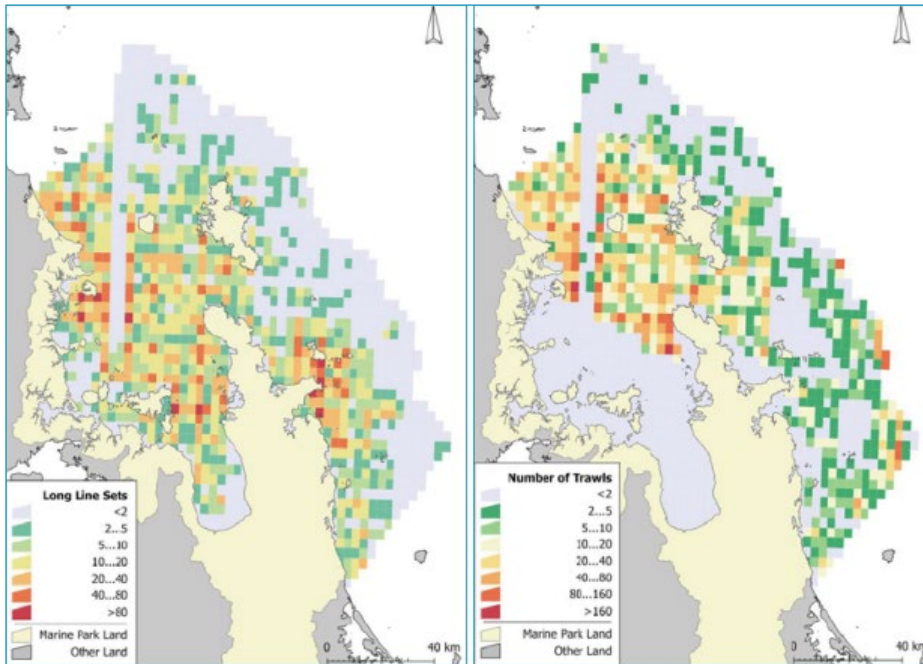 Long Line Sets
<2
2...5
5...10
10...20
20...40
40...80
>80
Marine Park Land
Other Land
0 40 km
Number of Trawls
<2
2...5
5...10
10...20
20...40
40...80
80...160
>160
Marine Park Land
Other Land
0 40 km